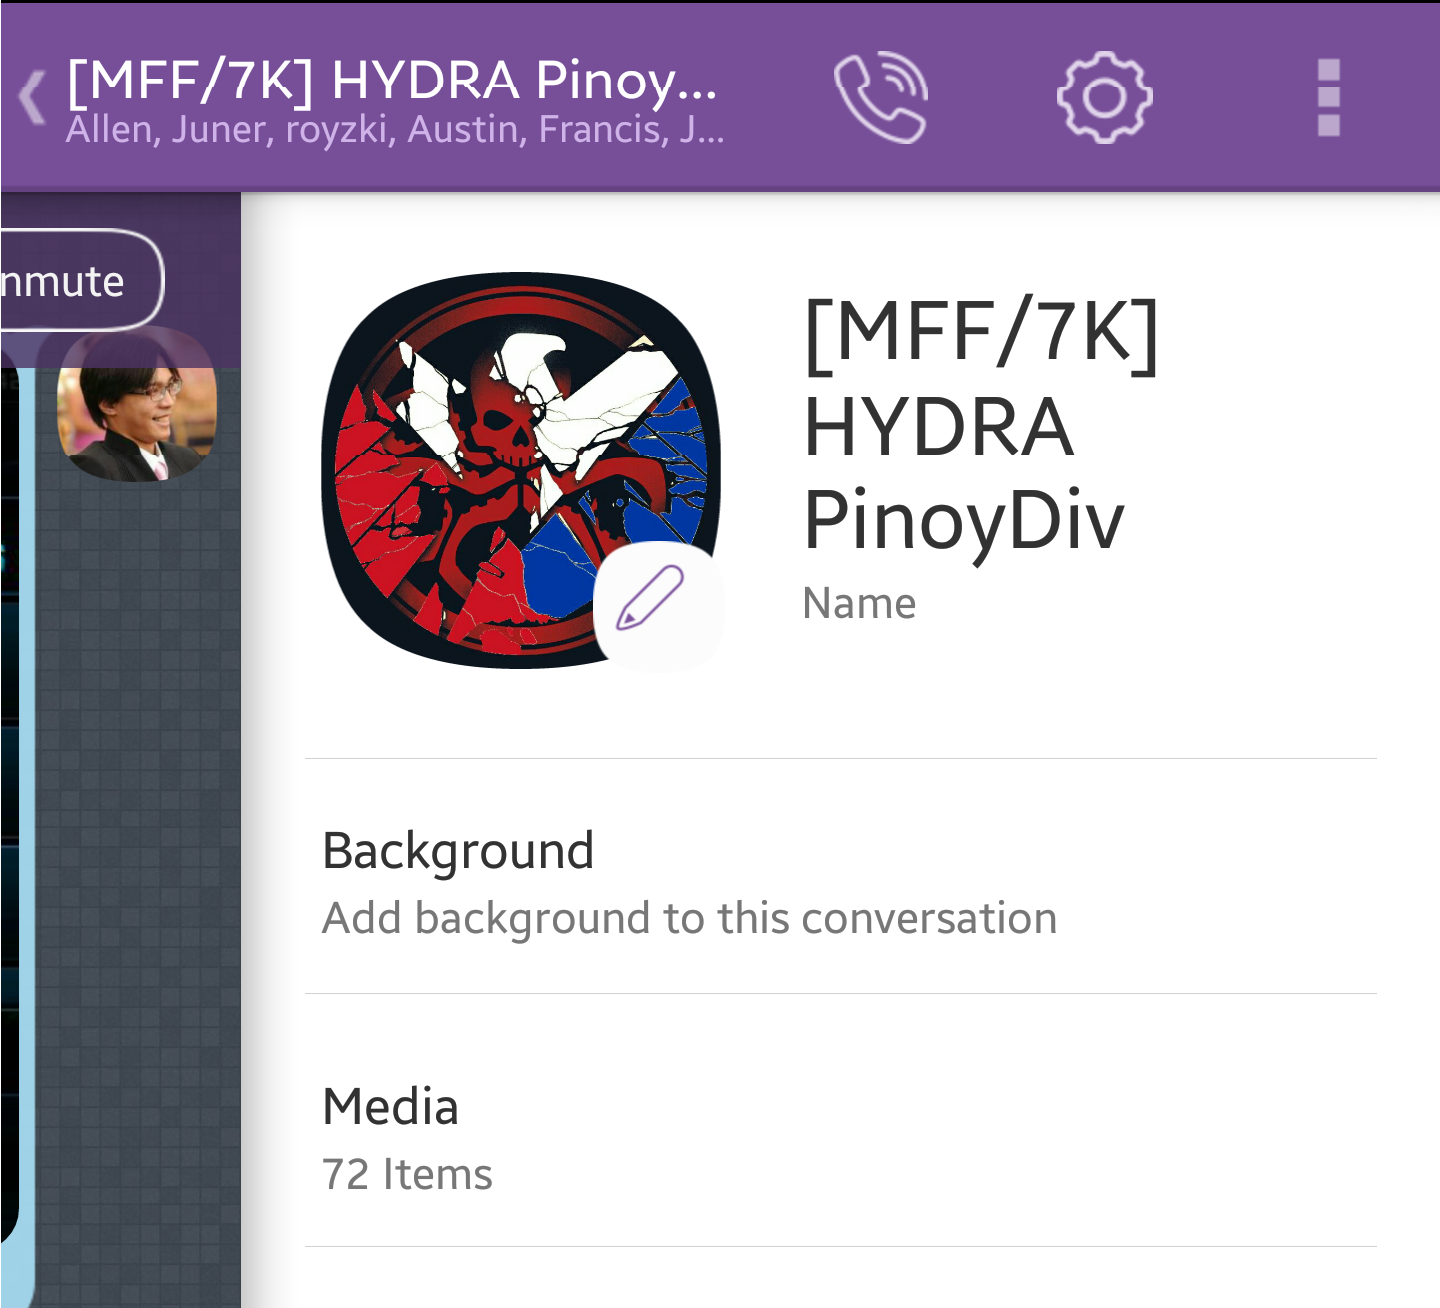 [MFF/7K] HYDRA Pinoy...
Allen, Juner, royzki, Austin, Francis, J...
nmute
[MFF/7K]
HYDRA
PinoyDiv
Name
Background
Add background to this conversation
Media
72 Items